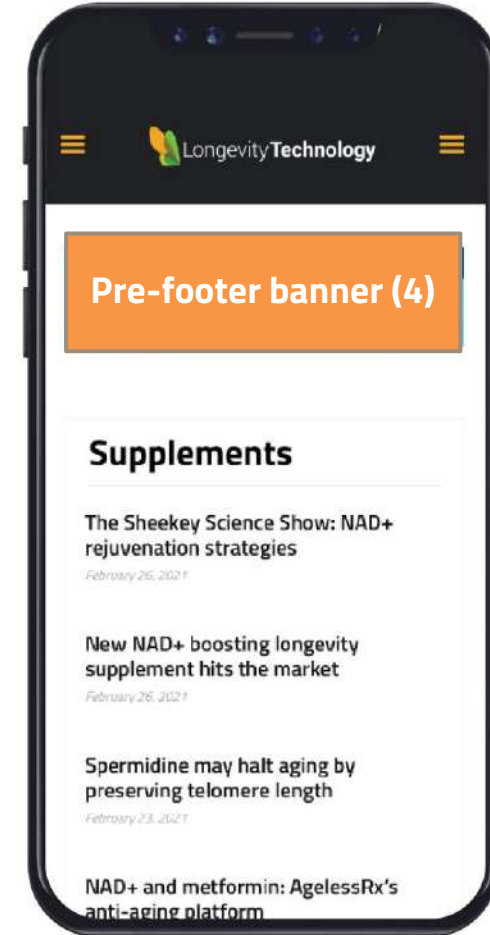 LongevityTechnology
Pre-footer banner (4)
Supplements
The Sheekey Science Show: NAD+
rejuvenation strategies
February 26, 2021
New NAD+ boosting longevity
supplement hits the market
February 26, 2021
Spermidine may halt aging by
preserving telomere length
February 23, 2021
NAD+ and metformin: AgelessRx's
anti-aging platform